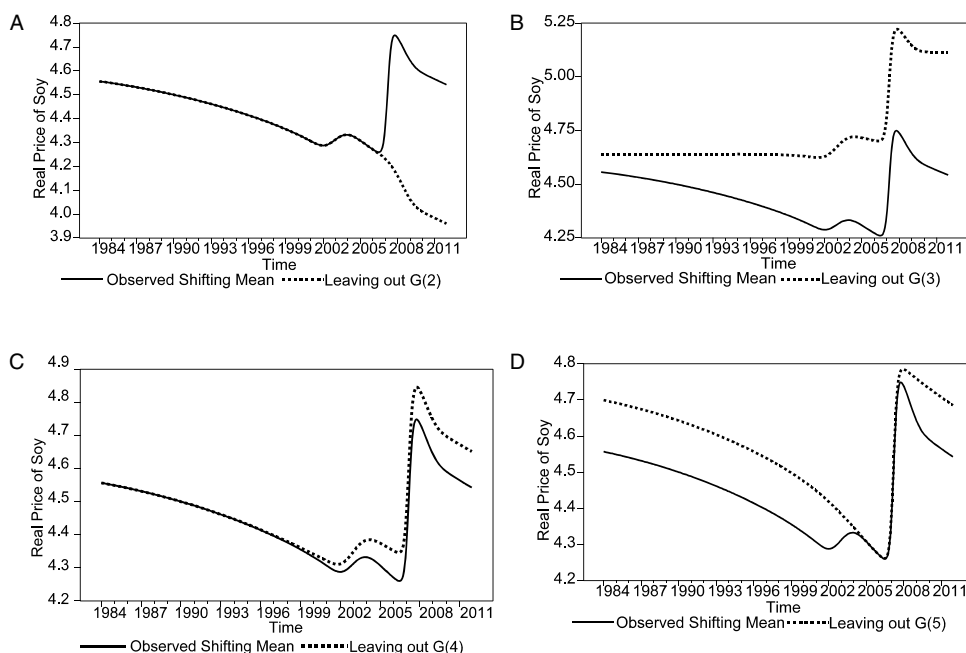 A
4.8
4.7
4.6
4.5
4.4
4.3
4.2
4.1
4.0
3.9
Real Price of Soy
1984 1987 1990 1993 1996 1999 2002 2005 2008 2011
Time
Observed Shifting Mean Leaving out G(2)
B
5.25
5.00
4.75
4.50
4.25
Real Price of Soy
1984 1987 1990 1993 1996 1999 2002 2005 2008 2011
Time
Observed Shifting Mean Leaving out G(3)
C
4.9
4.8
4.7
4.6
4.5
4.4
4.3
4.2
Real Price of Soy
1984 1987 1990 1993 1996 1999 2002 2005 2008 2011
Time
Observed Shifting Mean Leaving out G(4)
D
4.8
4.7
4.6
4.5
4.4
4.3
4.2
Real Price of Soy
1984 1987 1990 1993 1996 1999 2002 2005 2008 2011
Time
Observed Shifting Mean Leaving out G(5)